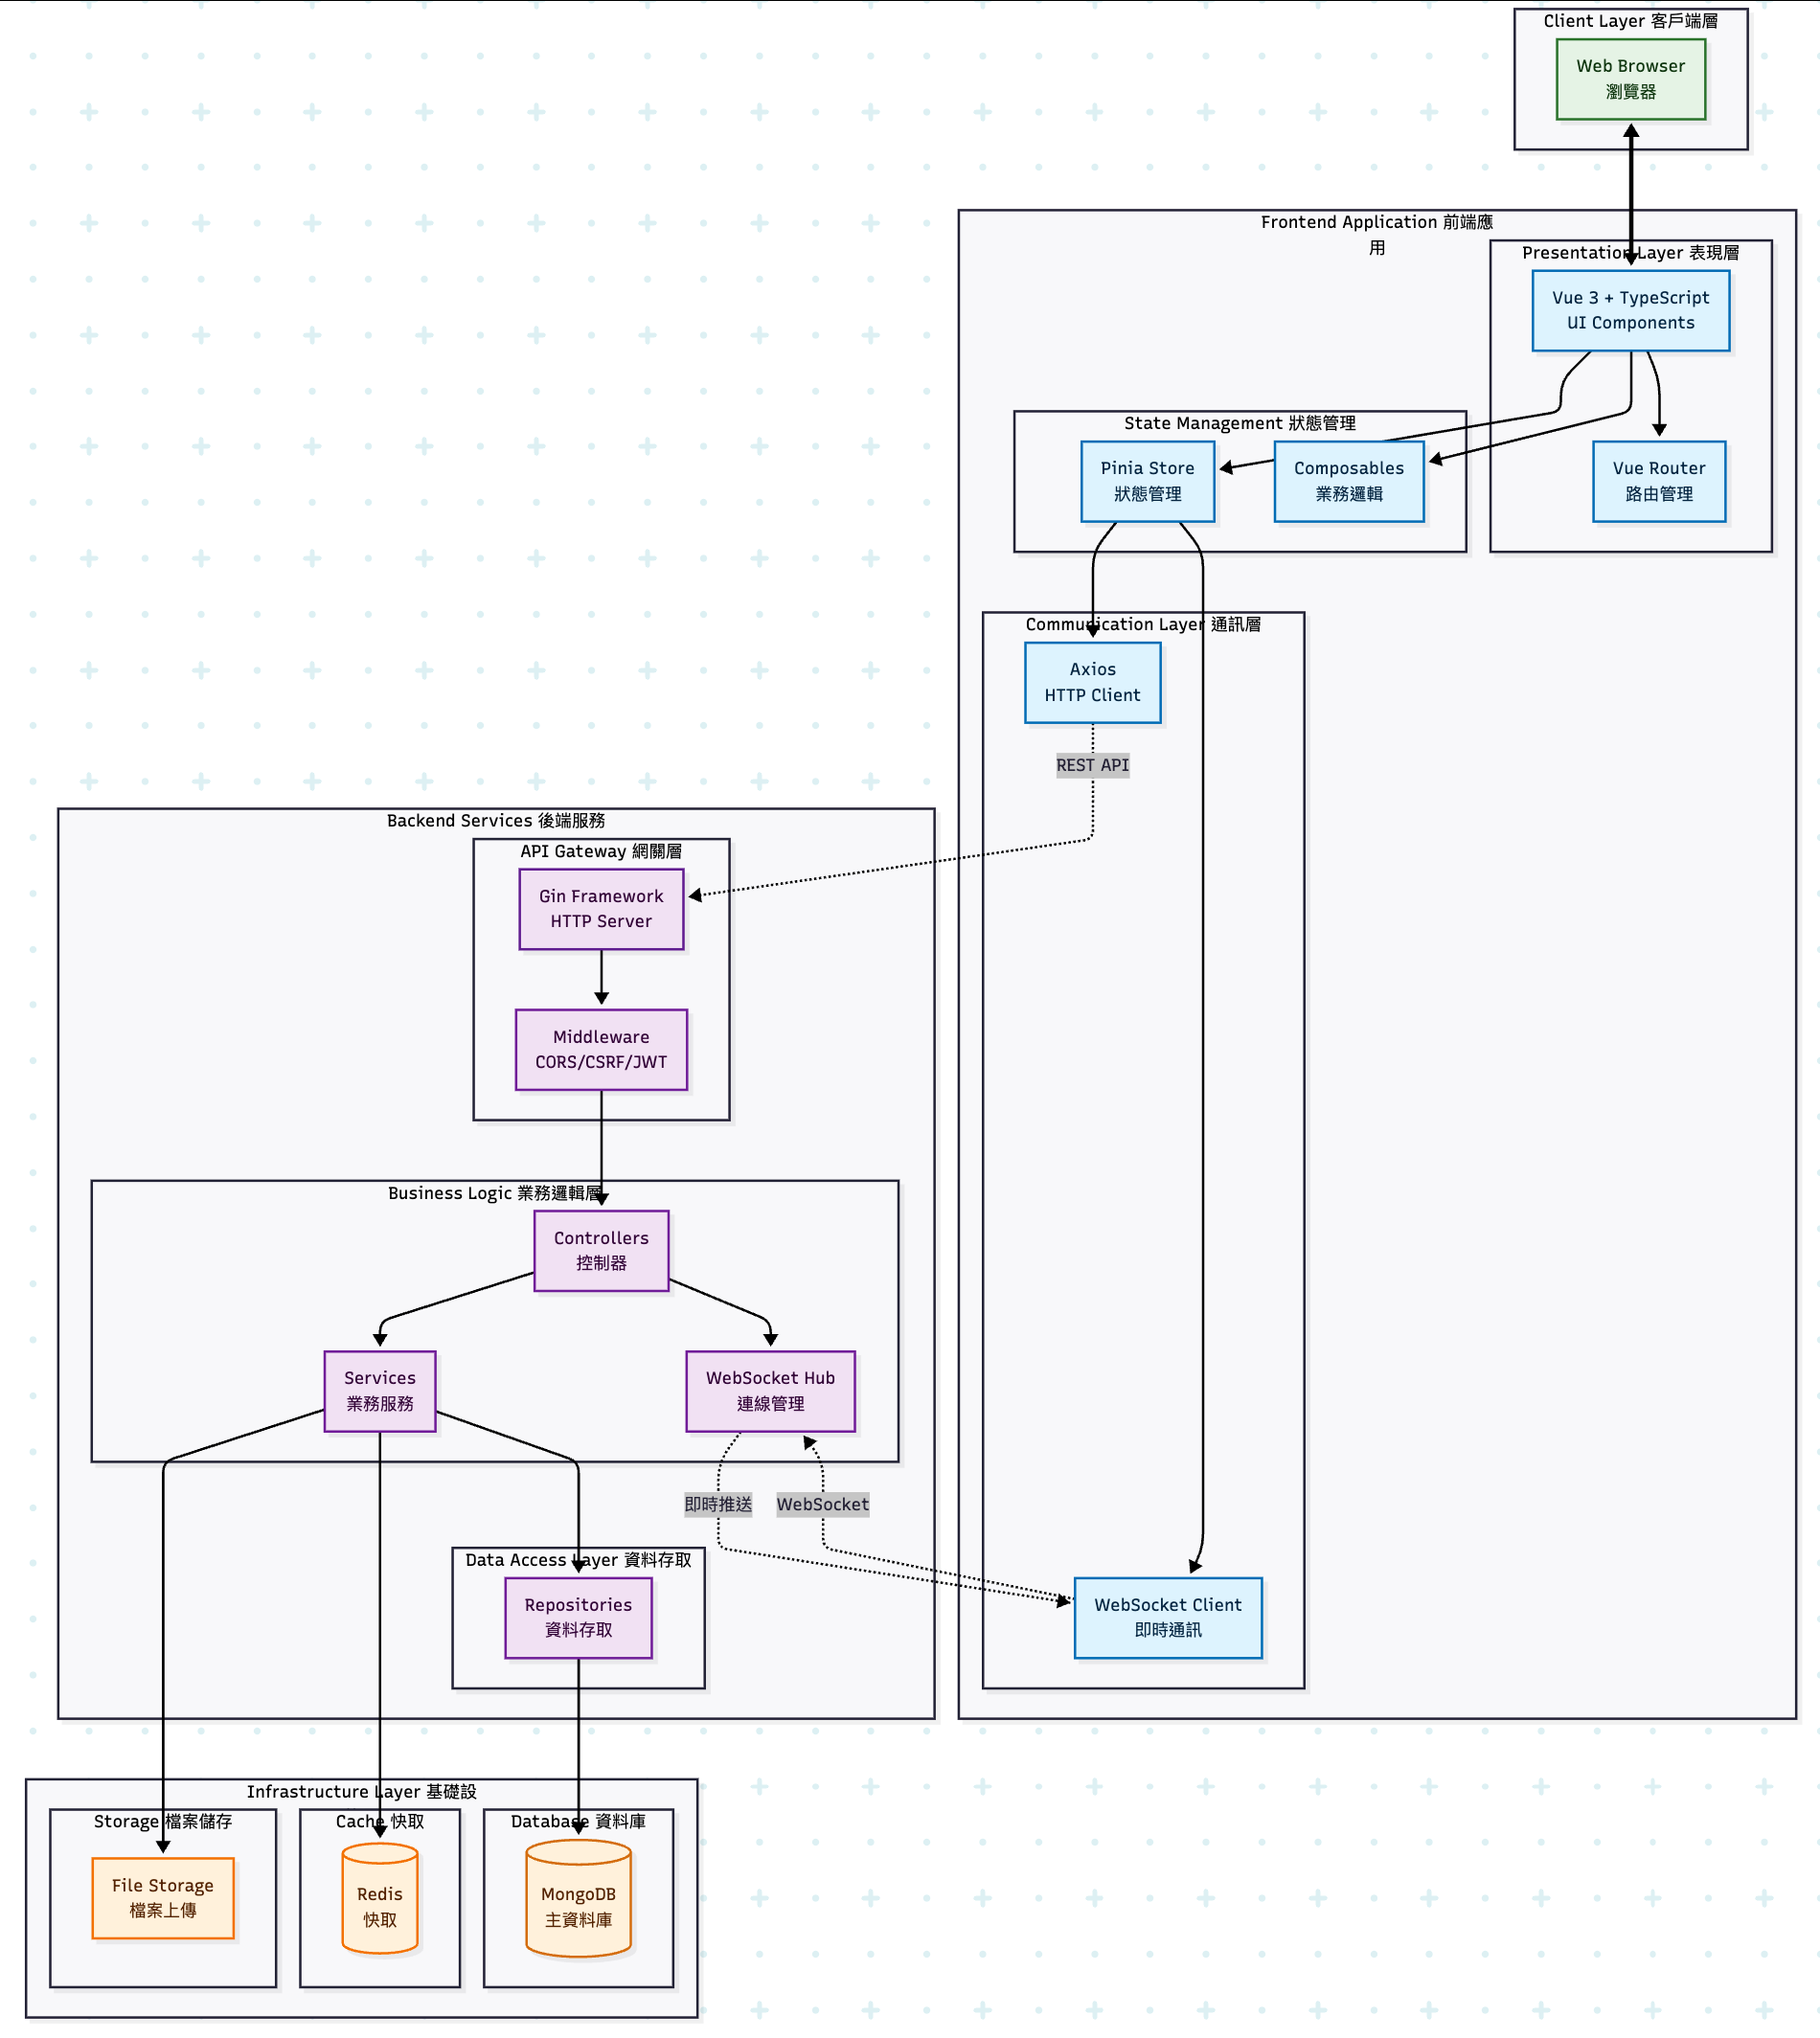 Client Layer 客戶端層
Web Browser
瀏覽器
Frontend Application 前端應
用
Presentation Layer 表現層
Vue 3 + TypeScript
UI Components
State Management 狀態管理
Pinia Store
狀態管理
Composables
業務邏輯
Vue Router
路由管理
Communication Layer 通訊層
Axios
HTTP Client
REST API
Backend Services 後端服務
API Gateway 網關層
Gin Framework
HTTP Server
Middleware
CORS/CSRF/JWT
Business Logic 業務邏輯層
Controllers
控制器
Services
業務服務
WebSocket Hub
連線管理
即時推送
WebSocket
Data Access Layer 資料存取
Repositories
資料存取
WebSocket Client
即時通訊
Infrastructure Layer 基礎設
Storage 檔案儲存
File Storage
檔案上傳
Cache 快取
Redis
快取
Database 資料庫
MongoDB
主資料庫